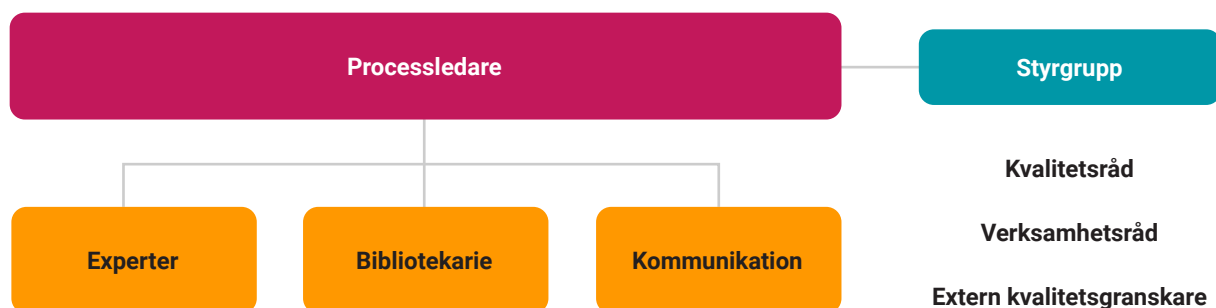 Processledare
Styrgrupp
Kvalitetsråd
Verksamhetsråd
Extern kvalitetsgranskare
Experter
Bibliotekarie
Kommunikation